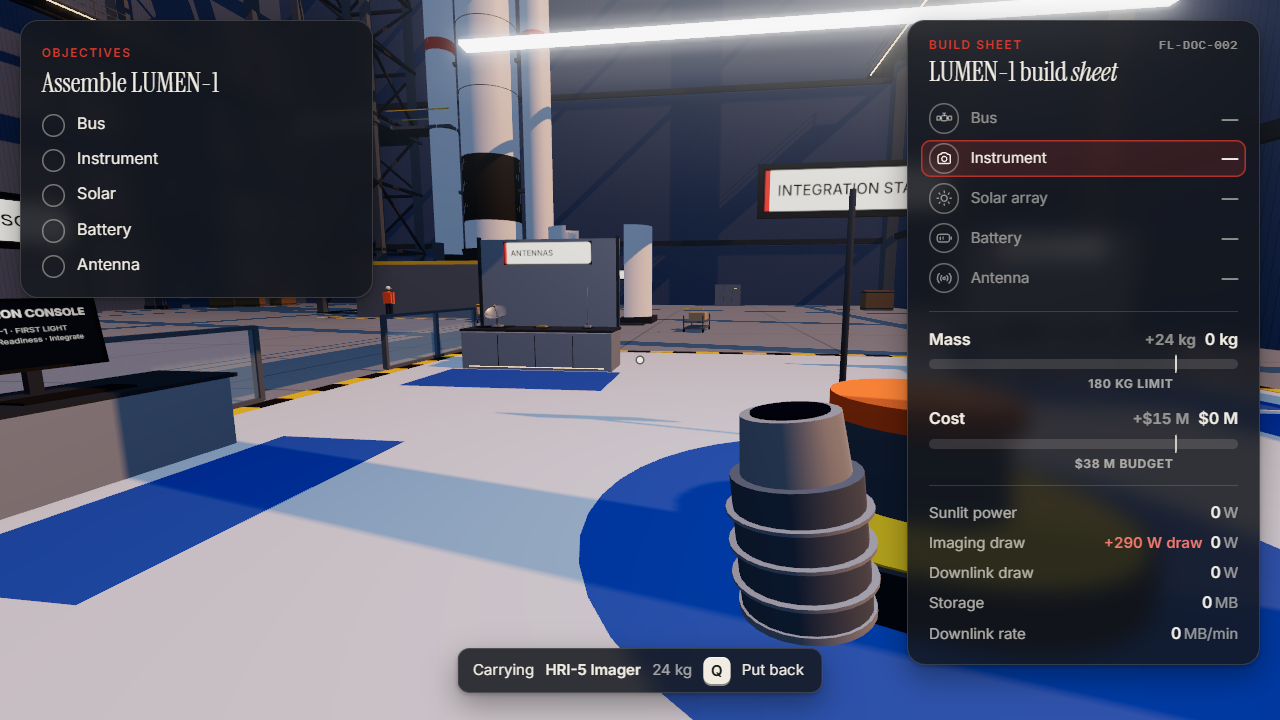 OBJECTIVES
Assemble LUMEN-1
Bus
Instrument
Solar
Battery
Antenna
ON CONSOLE
-1 · FIRST LIGHT
Readiness · Integrate
ANTENNAS
INTEGRATION STA
BUILD SHEET FL-DOC-002
LUMEN-1 build sheet
Bus —
Instrument —
Solar array —
Battery —
Antenna —
Mass +24 kg 0 kg
180 KG LIMIT
Cost +$15 M $0 M
$38 M BUDGET
Sunlit power 0 W
Imaging draw +290 W draw 0 W
Downlink draw 0 W
Storage 0 MB
Downlink rate 0 MB/min
Carrying HRI-5 Imager 24 kg Q Put back